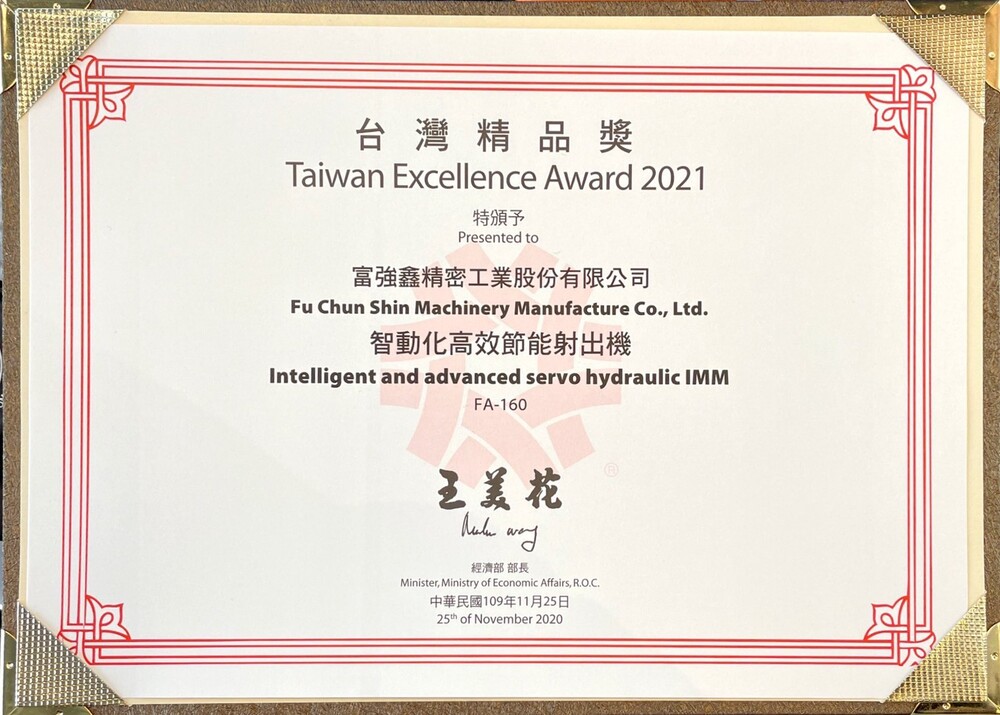 台灣精品獎
Taiwan Excellence Award 2021
特頒予
Presented to
富強鑫精密工業股份有限公司
Fu Chun Shin Machinery Manufacture Co., Ltd.
智動化高效節能射出機
Intelligent and advanced servo hydraulic IMM
FA-160
®
王美花
經濟部 部長
Minister, Ministry of Economic Affairs, R.O.C.
中華民國109年11月25日
25th of November 2020